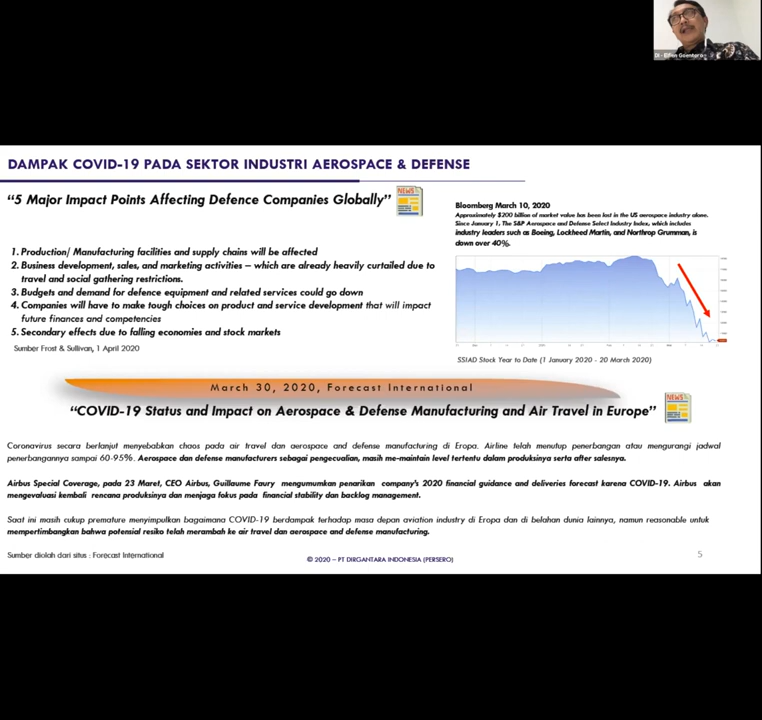 DAMPAK COVID-19 PADA SEKTOR INDUSTRI AEROSPACE & DEFENSE
“5 Major Impact Points Affecting Defence Companies Globally”
NEWS
1. Production/ Manufacturing facilities and supply chains will be affected
2. Business development, sales, and marketing activities – which are already heavily curtailed due to
travel and social gathering restrictions.
3. Budgets and demand for defence equipment and related services could go down
4. Companies will have to make tough choices on product and service development that will impact
future finances and competencies
5. Secondary effects due to falling economies and stock markets
Sumber Frost & Sullivan, 1 April 2020
Bloomberg March 10, 2020
Approximately $200 billion of market value has been lost in the US aerospace industry alone.
Since January 1. The S&P Aerospace and Defense Select Industry Index, which includes
industry leaders such as Boeing, Lockheed Martin, and Northrop Grumman, is
down over 40%.
SSIAD Stock Year to Date (1 January 2020 - 20 March 2020)
March 30, 2020, Forecast International
“COVID-19 Status and Impact on Aerospace & Defense Manufacturing and Air Travel in Europe”
NEWS
Coronavirus secara berlanjut menyebabkan chaos pada air travel dan aerospace and defense manufacturing di Eropa. Airline telah menutup penerbangan atau mengurangi jadwal
penerbangannya sampai 60-95%. Aerospace dan defense manufacturers sebagai pengecualian, masih me-maintain level tertentu dalam produksinya serta after salesnya.
Airbus Special Coverage, pada 23 Maret, CEO Airbus, Guillaume Faury mengumumkan penarikan company's 2020 financial guidance and deliveries forecast karena COVID-19. Airbus akan
mengevaluasi kembali rencana produksinya dan menjaga fokus pada financial stability dan backlog management.
Saat ini masih cukup premature menyimpulkan bagaimana COVID-19 berdampak terhadap masa depan aviation industry di Eropa dan di belahan dunia lainnya, namun reasonable untuk
mempertimbangkan bahwa potensial resiko telah merambah ke air travel dan aerospace and defense manufacturing.
Sumber diolah dari situs : Forecast International
© 2020 – PT DIRGANTARA INDONESIA (PERSERO)
5